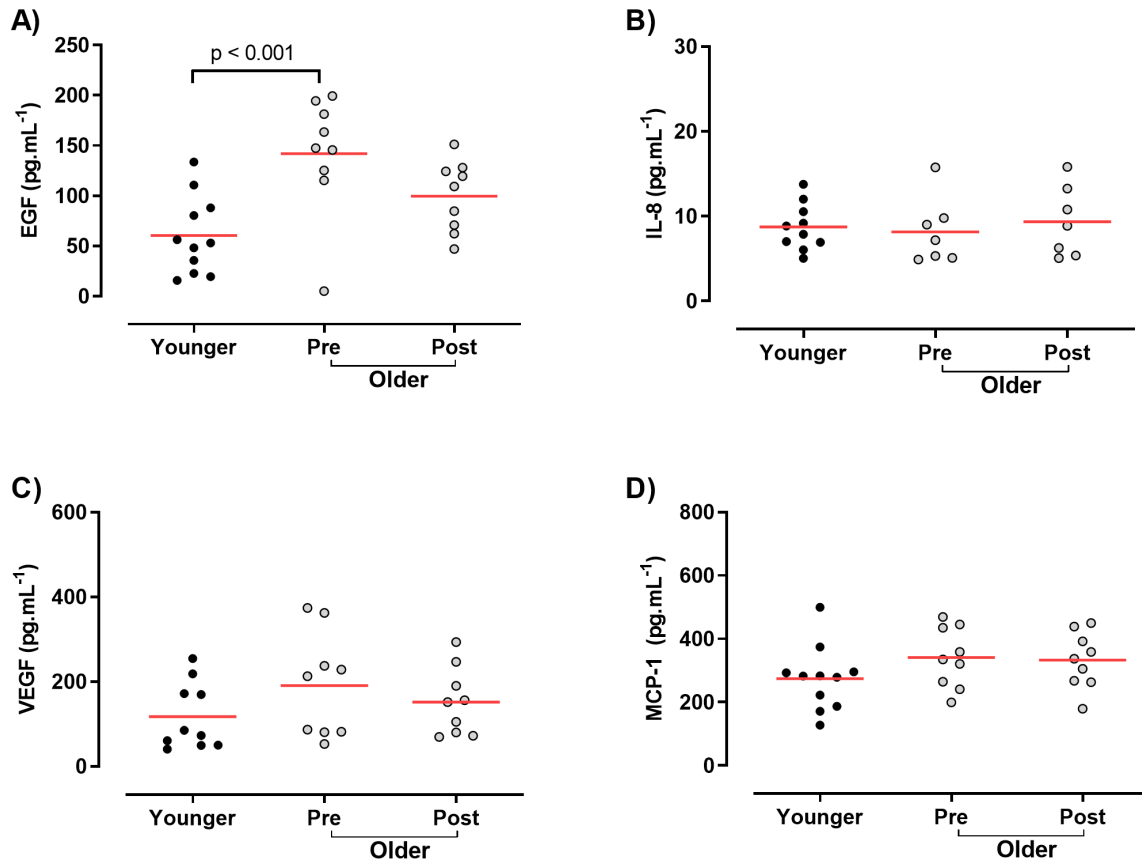 A)
p < 0.001
EGF (pg.mL⁻¹)
250
200
150
100
50
0
Younger
Pre
Post
Older
B)
IL-8 (pg.mL⁻¹)
30
20
10
0
Younger
Pre
Post
Older
C)
VEGF (pg.mL⁻¹)
600
400
200
0
Younger
Pre
Post
Older
D)
MCP-1 (pg.mL⁻¹)
800
600
400
200
0
Younger
Pre
Post
Older